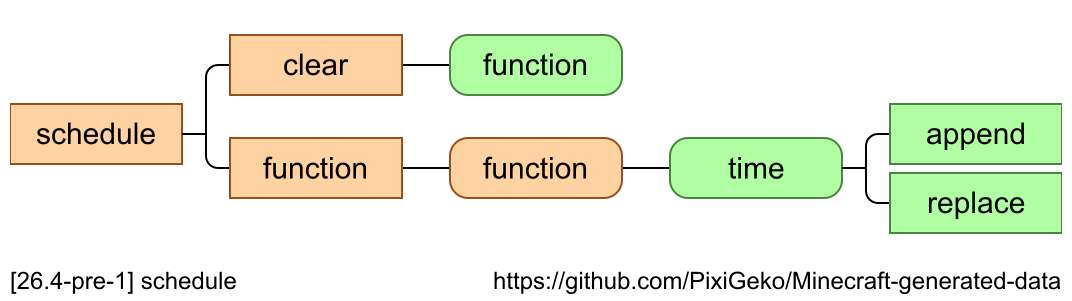 clear
function
schedule
append
function
function
time
replace
[26.4-pre-1] schedule
https://github.com/PixiGeko/Minecraft-generated-data